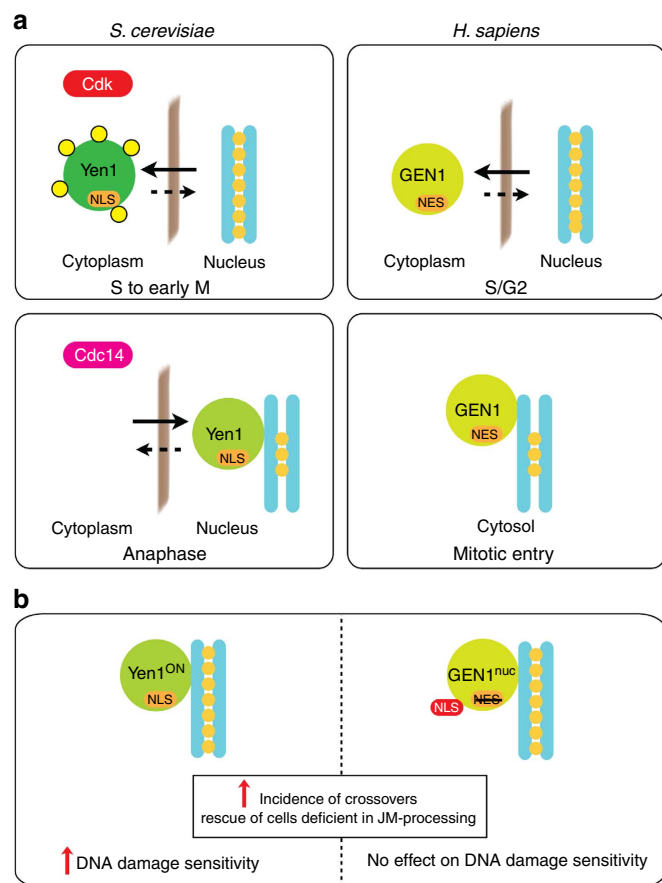 a
S. cerevisiae
H. sapiens
Cdk
Yen1
NLS
Cytoplasm Nucleus
S to early M
GEN1
NES
Cytoplasm Nucleus
S/G2
Cdc14
Yen1
NLS
Cytoplasm Nucleus
Anaphase
GEN1
NES
Cytosol
Mitotic entry
b
Yen1ON
NLS
GEN1nuc
NES
NLS
Incidence of crossovers
rescue of cells deficient in JM-processing
DNA damage sensitivity
No effect on DNA damage sensitivity